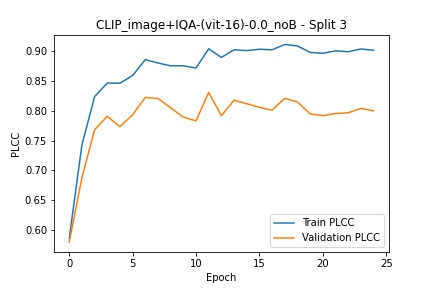 CLIP_image+IQA-(vit-16)-0.0_noB - Split 3
PLCC
0.90
0.85
0.80
0.75
0.70
0.65
0.60
Train PLCC
Validation PLCC
0 5 10 15 20 25
Epoch